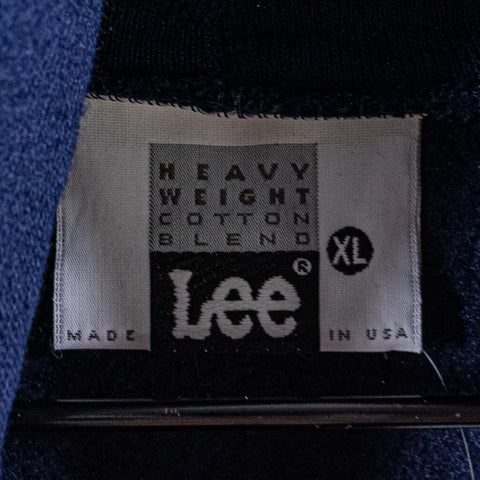 HEAVY
WEIGHT
COTTON
BLEND
XL
Lee®
MADE IN USA